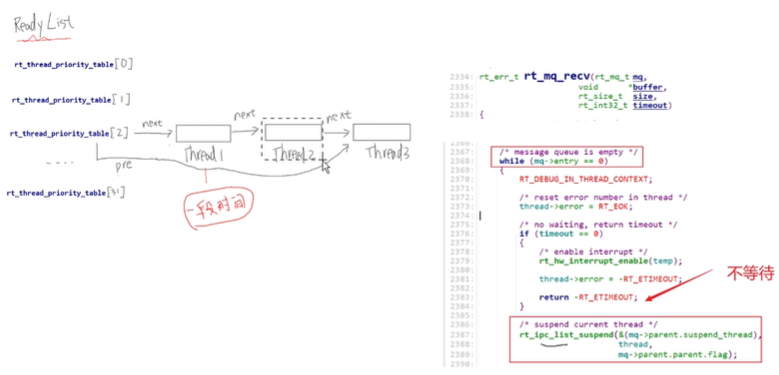 Ready List
rt_thread_priority_table[0]
rt_thread_priority_table[1]
rt_thread_priority_table[2]
next
next
next
Thread1
Thread2
Thread3
....
pre
rt_thread_priority_table[31]
一段时间
2334: rt_err_t rt_mq_recv(rt_mq_t mq,
2335: void *buffer,
2336: rt_size_t size,
2337: rt_int32_t timeout)
2338: {
2367: /* message queue is empty */
2368: while (mq->entry == 0)
2369: {
2370: RT_DEBUG_IN_THREAD_CONTEXT;
2371:
2372: /* reset error number in thread */
2373: thread->error = RT_EOK;
2374:
2375: /* no waiting, return timeout */
2376: if (timeout == 0)
2377: {
2378: /* enable interrupt */
2379: rt_hw_interrupt_enable(temp);
2380:
2381: thread->error = -RT_ETIMEOUT;
2382:
2383: return -RT_ETIMEOUT;
2384: }
2385:
2386: /* suspend current thread */
2387: rt_ipc_list_suspend(&(mq->parent.suspend_thread),
2388: thread,
2389: mq->parent.parent.flag);
2390:
不等待